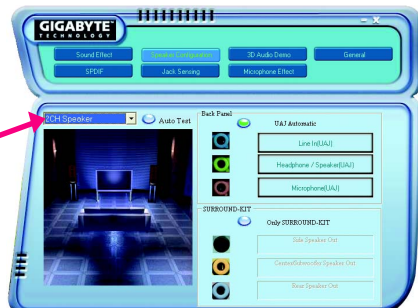 GIGABYTE
TECHNOLOGY
Sound Effect
Speaker Configuration
3D Audio Demo
General
SPDIF
Jack Sensing
Microphone Effect
2CH Speaker
Auto Test
Back Panel
UAJ Automatic
Line In(UAJ)
Headphone / Speaker(UAJ)
Microphone(UAJ)
SURROUND-KIT
Only SURROUND-KIT
Side Speaker Out
Center/Subwoofer Speaker Out
Rear Speaker Out